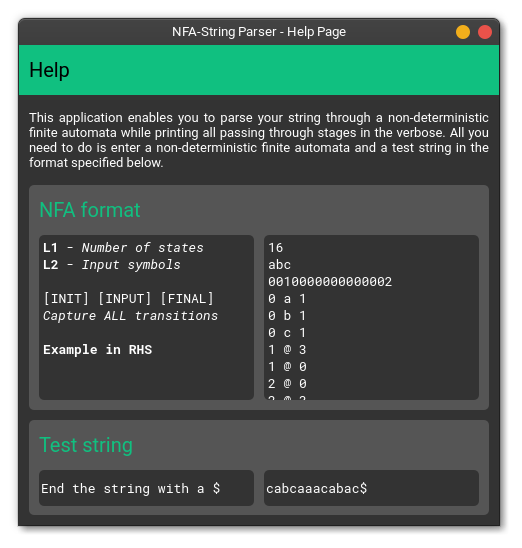 NFA-String Parser - Help Page
Help
This application enables you to parse your string through a non-deterministic
finite automata while printing all passing through stages in the verbose. All you
need to do is enter a non-deterministic finite automata and a test string in the
format specified below.
NFA format
L1 - Number of states
L2 - Input symbols
[INIT] [INPUT] [FINAL]
Capture ALL transitions
Example in RHS
16
abc
0010000000000002
0 a 1
0 b 1
0 c 1
1 @ 3
1 @ 0
2 @ 0
Test string
End the string with a $
cabcaaacabac$